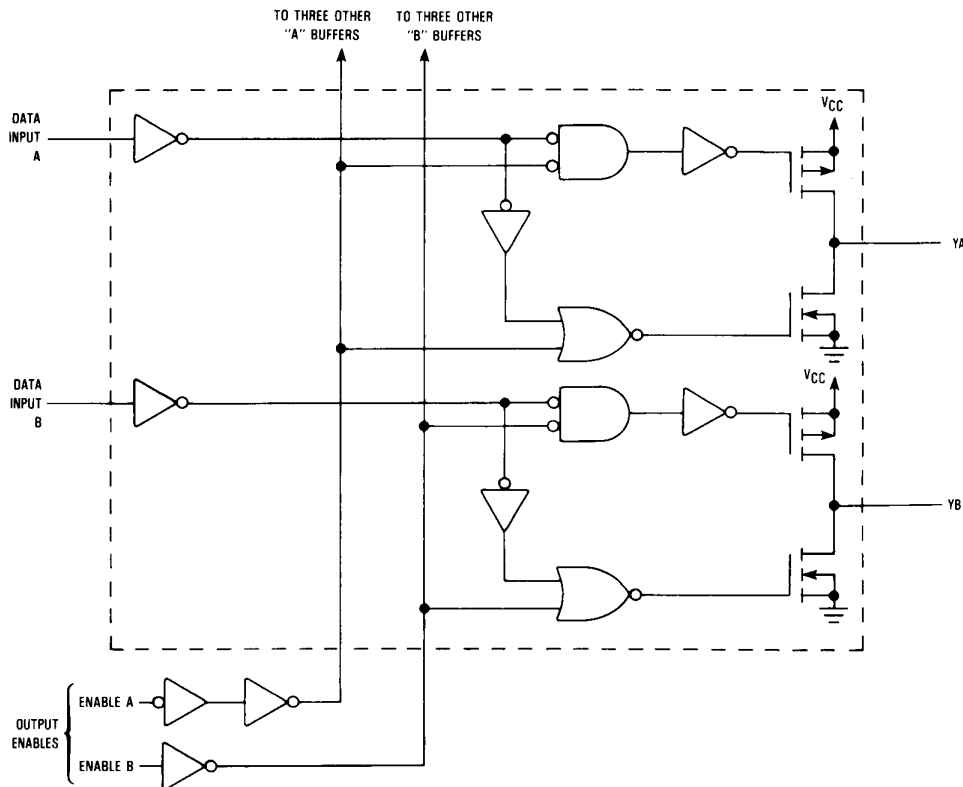 TO THREE OTHER
"A" BUFFERS
TO THREE OTHER
"B" BUFFERS
DATA
INPUT
A
VCC
YA
DATA
INPUT
B
VCC
YB
OUTPUT
ENABLES
ENABLE A
ENABLE B